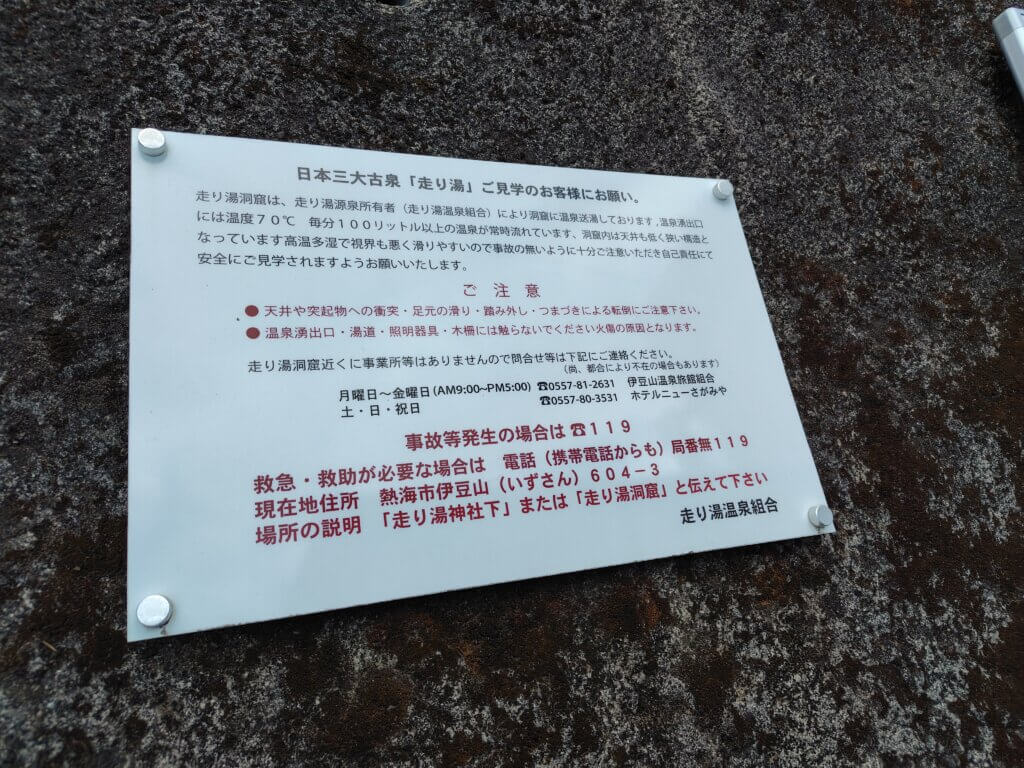 日本三大古泉「走り湯」ご見学のお客様にお願い。
走り湯洞窟は、走り湯源泉所有者（走り湯温泉組合）により洞窟に温泉送湯しております,温泉湧出口
には温度７０℃　毎分１００リットル以上の温泉が常時流れています、洞窟内は天井も低く狭い構造と
なっています高温多湿で視界も悪く滑りやすいので事故の無いように十分ご注意いただき自己責任にて
安全にご見学されますようお願いいたします。
ご 注 意
● 天井や突起物への衝突・足元の滑り・踏み外し・つまづきによる転倒にご注意下さい。
● 温泉湧出口・湯道・照明器具・木柵には触らないでください火傷の原因となります。
走り湯洞窟近くに事業所等はありませんので問合せ等は下記にご連絡ください。
（尚、都合により不在の場合もあります）
月曜日〜金曜日(AM9:00~PM5:00) ☎0557-81-2631　伊豆山温泉旅館組合
土・日・祝日　☎0557-80-3531　ホテルニューさがみや
事故等発生の場合は ☎１１９
救急・救助が必要な場合は　電話（携帯電話からも）局番無１１９
現在地住所　熱海市伊豆山（いずさん）６０４−３
場所の説明　「走り湯神社下」または「走り湯洞窟」と伝えて下さい
走り湯温泉組合